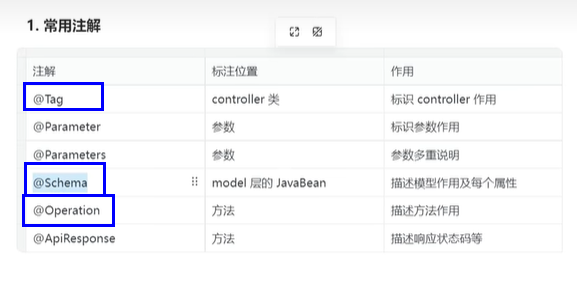 1. 常用注解
注解 标注位置 作用
@Tag controller 类 标识 controller 作用
@Parameter 参数 标识参数作用
@Parameters 参数 参数多重说明
@Schema model 层的 JavaBean 描述模型作用及每个属性
@Operation 方法 描述方法作用
@ApiResponse 方法 描述响应状态码等